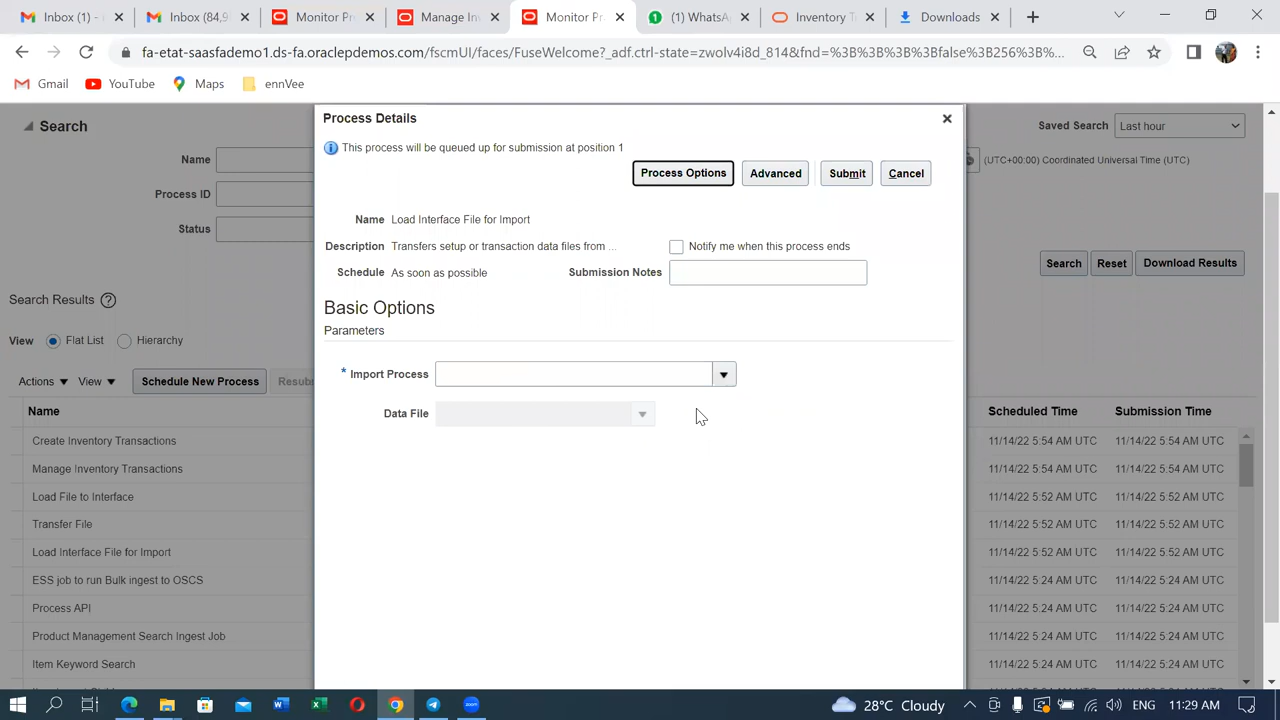 Inbox (1) -
Inbox (84,9
Monitor Pr
Manage In
Monitor P
(1) WhatsA
Inventory T
Downloads
fa-etat-saasfademo1.ds-fa.oraclepdemos.com/fscmUI/faces/FuseWelcome?_adf.ctrl-state=zwolv4i8d_814&fnd=%3B%3B%3B%3Bfalse%3B256%3B%3B%3...
Gmail
YouTube
Maps
ennVee
Search
Saved Search Last hour
Name
(UTC+00:00) Coordinated Universal Time (UTC)
Process ID
Status
Search Reset Download Results
Search Results
View Flat List Hierarchy
Actions View Schedule New Process Resub
Name
Scheduled Time Submission Time
Create Inventory Transactions 11/14/22 5:54 AM UTC 11/14/22 5:54 AM UTC
Manage Inventory Transactions 11/14/22 5:54 AM UTC 11/14/22 5:54 AM UTC
Load File to Interface 11/14/22 5:52 AM UTC 11/14/22 5:52 AM UTC
Transfer File 11/14/22 5:52 AM UTC 11/14/22 5:52 AM UTC
Load Interface File for Import 11/14/22 5:52 AM UTC 11/14/22 5:52 AM UTC
ESS job to run Bulk ingest to OSCS 11/14/22 5:24 AM UTC 11/14/22 5:24 AM UTC
Process API 11/14/22 5:24 AM UTC 11/14/22 5:24 AM UTC
Product Management Search Ingest Job 11/14/22 5:24 AM UTC 11/14/22 5:24 AM UTC
Item Keyword Search 11/14/22 5:24 AM UTC 11/14/22 5:24 AM UTC
Process Details
This process will be queued up for submission at position 1
Process Options Advanced Submit Cancel
Name Load Interface File for Import
Description Transfers setup or transaction data files from ... Notify me when this process ends
Schedule As soon as possible Submission Notes
Basic Options
Parameters
* Import Process
Data File
28°C Cloudy ENG 11:29 AM